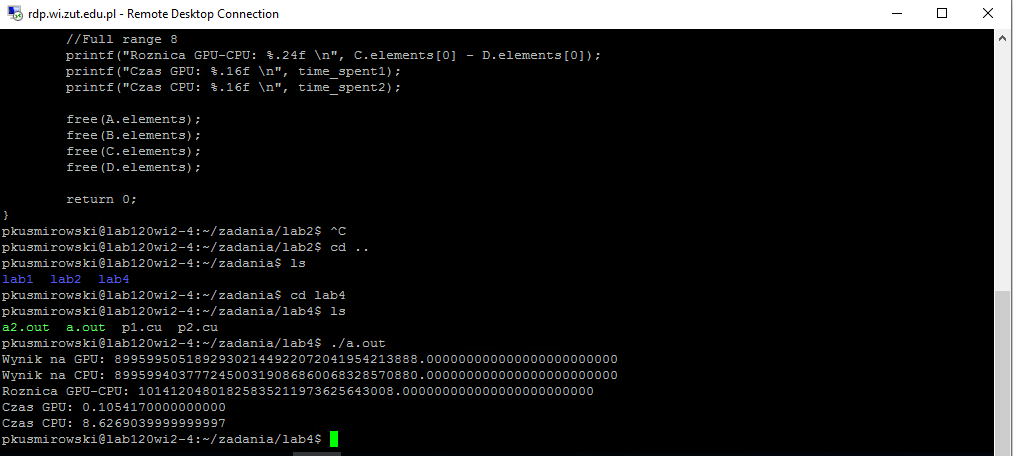 rdp.wi.zut.edu.pl - Remote Desktop Connection
//Full range 8
printf("Roznica GPU-CPU: %.24f \n", C.elements[0] - D.elements[0]);
printf("Czas GPU: %.16f \n", time_spent1);
printf("Czas CPU: %.16f \n", time_spent2);
free(A.elements);
free(B.elements);
free(C.elements);
free(D.elements);
return 0;
}
pkusmirowski@lab120wi2-4:~/zadania/lab2$ ^C
pkusmirowski@lab120wi2-4:~/zadania/lab2$ cd ..
pkusmirowski@lab120wi2-4:~/zadania$ ls
lab1  lab2  lab4
pkusmirowski@lab120wi2-4:~/zadania$ cd lab4
pkusmirowski@lab120wi2-4:~/zadania/lab4$ ls
a2.out  a.out  p1.cu  p2.cu
pkusmirowski@lab120wi2-4:~/zadania/lab4$ ./a.out
Wynik na GPU: 89959950518929302144922072041954213888.000000000000000000000000
Wynik na CPU: 89959940377724500319086860068328570880.000000000000000000000000
Roznica GPU-CPU: 10141204801825835211973625643008.000000000000000000000000
Czas GPU: 0.1054170000000000
Czas CPU: 8.6269039999999997
pkusmirowski@lab120wi2-4:~/zadania/lab4$